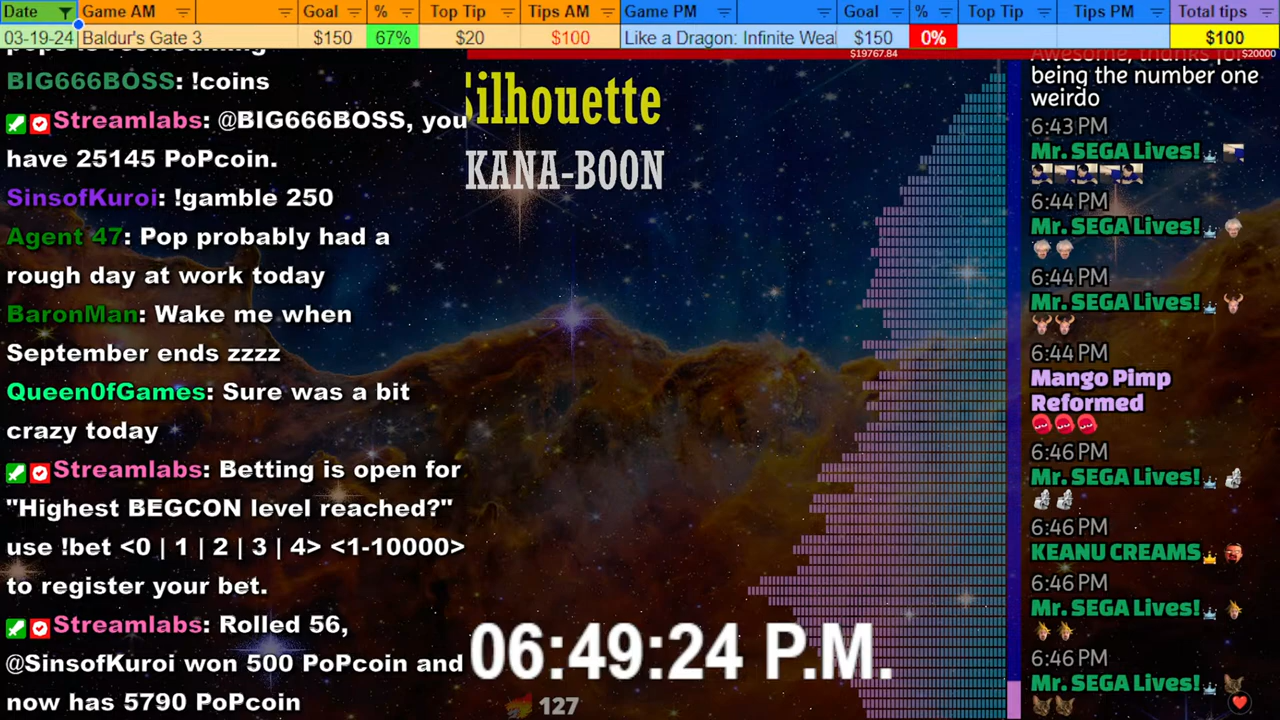 Date Game AM Goal % Top Tip Tips AM Game PM Goal % Top Tip Tips PM Total tips
03-19-24 Baldur's Gate 3 $150 67% $20 $100 Like a Dragon: Infinite Weal $150 0% $100
$19767.84 $20000
BIG666BOSS: !coins
Streamlabs: @BIG666BOSS, you
have 25145 PoPcoin.
SinsofKuroi: !gamble 250
Agent 47: Pop probably had a
rough day at work today
BaronMan: Wake me when
September ends zzzz
Queen0fGames: Sure was a bit
crazy today
Streamlabs: Betting is open for
"Highest BEGCON level reached?"
use !bet <0 | 1 | 2 | 3 | 4> <1-10000>
to register your bet.
Streamlabs: Rolled 56,
@SinsofKuroi won 500 PoPcoin and
now has 5790 PoPcoin
Silhouette
KANA-BOON
06:49:24 P.M.
127
Awesome, thanks for
being the number one
weirdo
6:43 PM
Mr. SEGA Lives!
6:44 PM
Mr. SEGA Lives!
6:44 PM
Mr. SEGA Lives!
6:44 PM
Mango Pimp
Reformed
6:46 PM
Mr. SEGA Lives!
6:46 PM
KEANU CREAMS
6:46 PM
Mr. SEGA Lives!
6:46 PM
Mr. SEGA Lives!